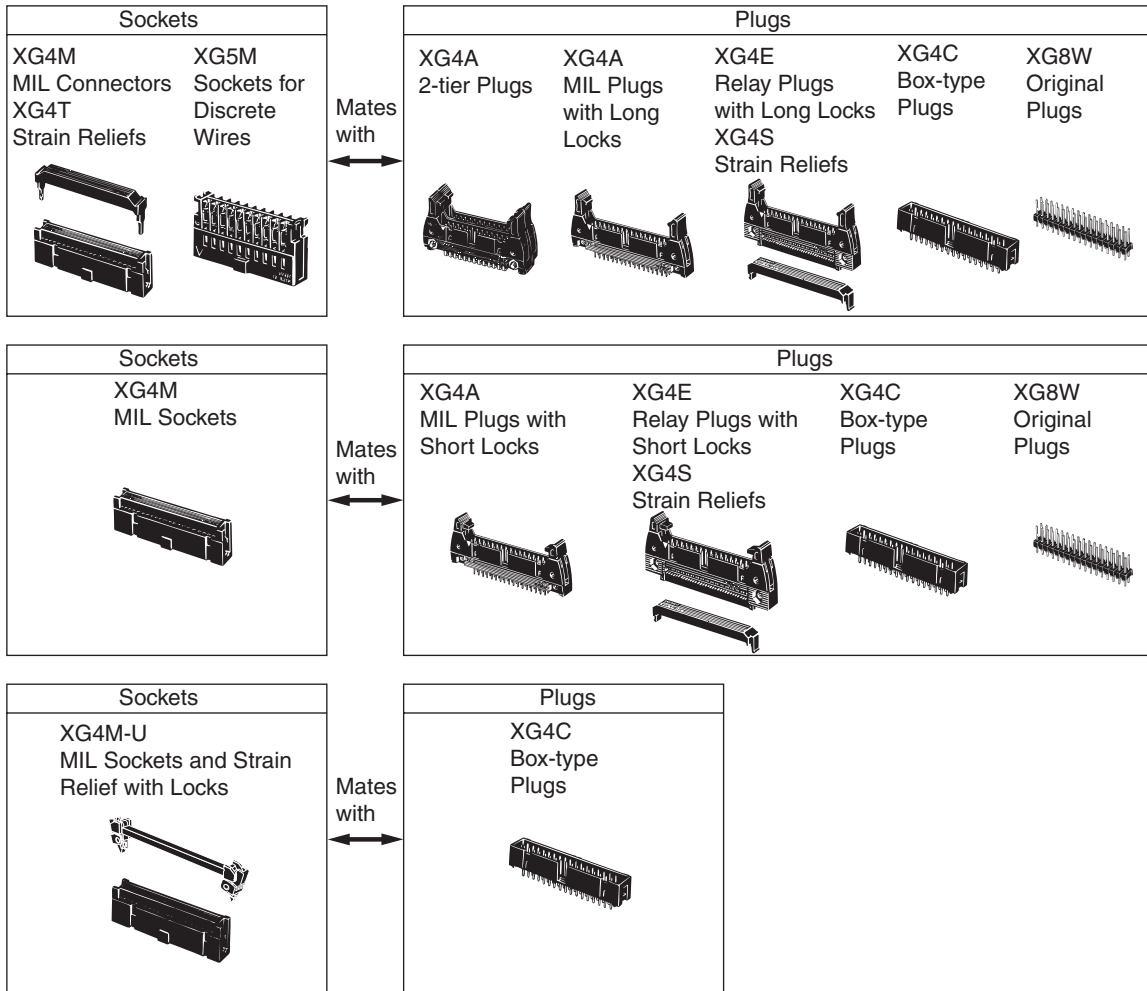 Sockets
XG4M
MIL Connectors
XG4T
Strain Reliefs
XG5M
Sockets for
Discrete
Wires
Mates
with
Plugs
XG4A
2-tier Plugs
XG4A
MIL Plugs
with Long
Locks
XG4E
Relay Plugs
with Long Locks
XG4S
Strain Reliefs
XG4C
Box-type
Plugs
XG8W
Original
Plugs
Sockets
XG4M
MIL Sockets
Mates
with
Plugs
XG4A
MIL Plugs with
Short Locks
XG4E
Relay Plugs with
Short Locks
XG4S
Strain Reliefs
XG4C
Box-type
Plugs
XG8W
Original
Plugs
Sockets
XG4M-U
MIL Sockets and Strain
Relief with Locks
Mates
with
Plugs
XG4C
Box-type
Plugs